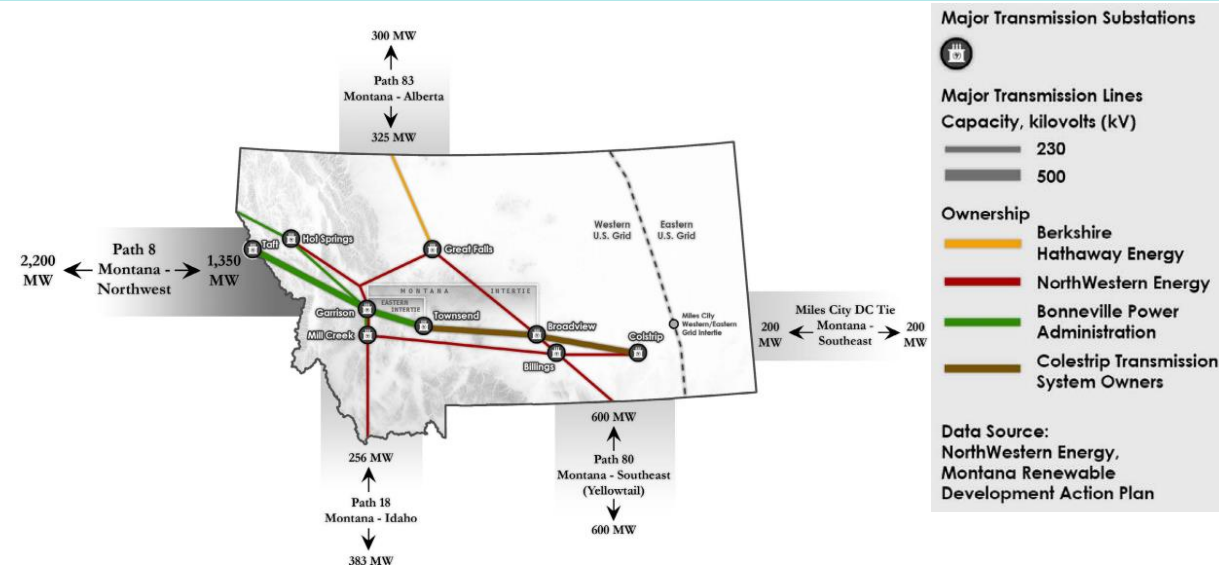 300 MW
Path 83
Montana - Alberta
325 MW
2,200
MW
Path 8
Montana -
Northwest
1,350
MW
Taft
Hot Springs
Great Falls
Western
U.S. Grid
Eastern
U.S. Grid
MONTANA INTERTIE
EASTERN
INTERTIE
Garrison
Townsend
Mill Creek
Broadview
Colstrip
Billings
Miles City
Western/Eastern
Grid Intertie
200
MW
Miles City DC Tie
Montana -
Southeast
200
MW
256 MW
Path 18
Montana - Idaho
383 MW
600 MW
Path 80
Montana - Southeast
(Yellowtail)
600 MW
Major Transmission Substations
Major Transmission Lines
Capacity, kilovolts (kV)
230
500
Ownership
Berkshire
Hathaway Energy
NorthWestern Energy
Bonneville Power
Administration
Colestrip Transmission
System Owners
Data Source:
NorthWestern Energy,
Montana Renewable
Development Action Plan